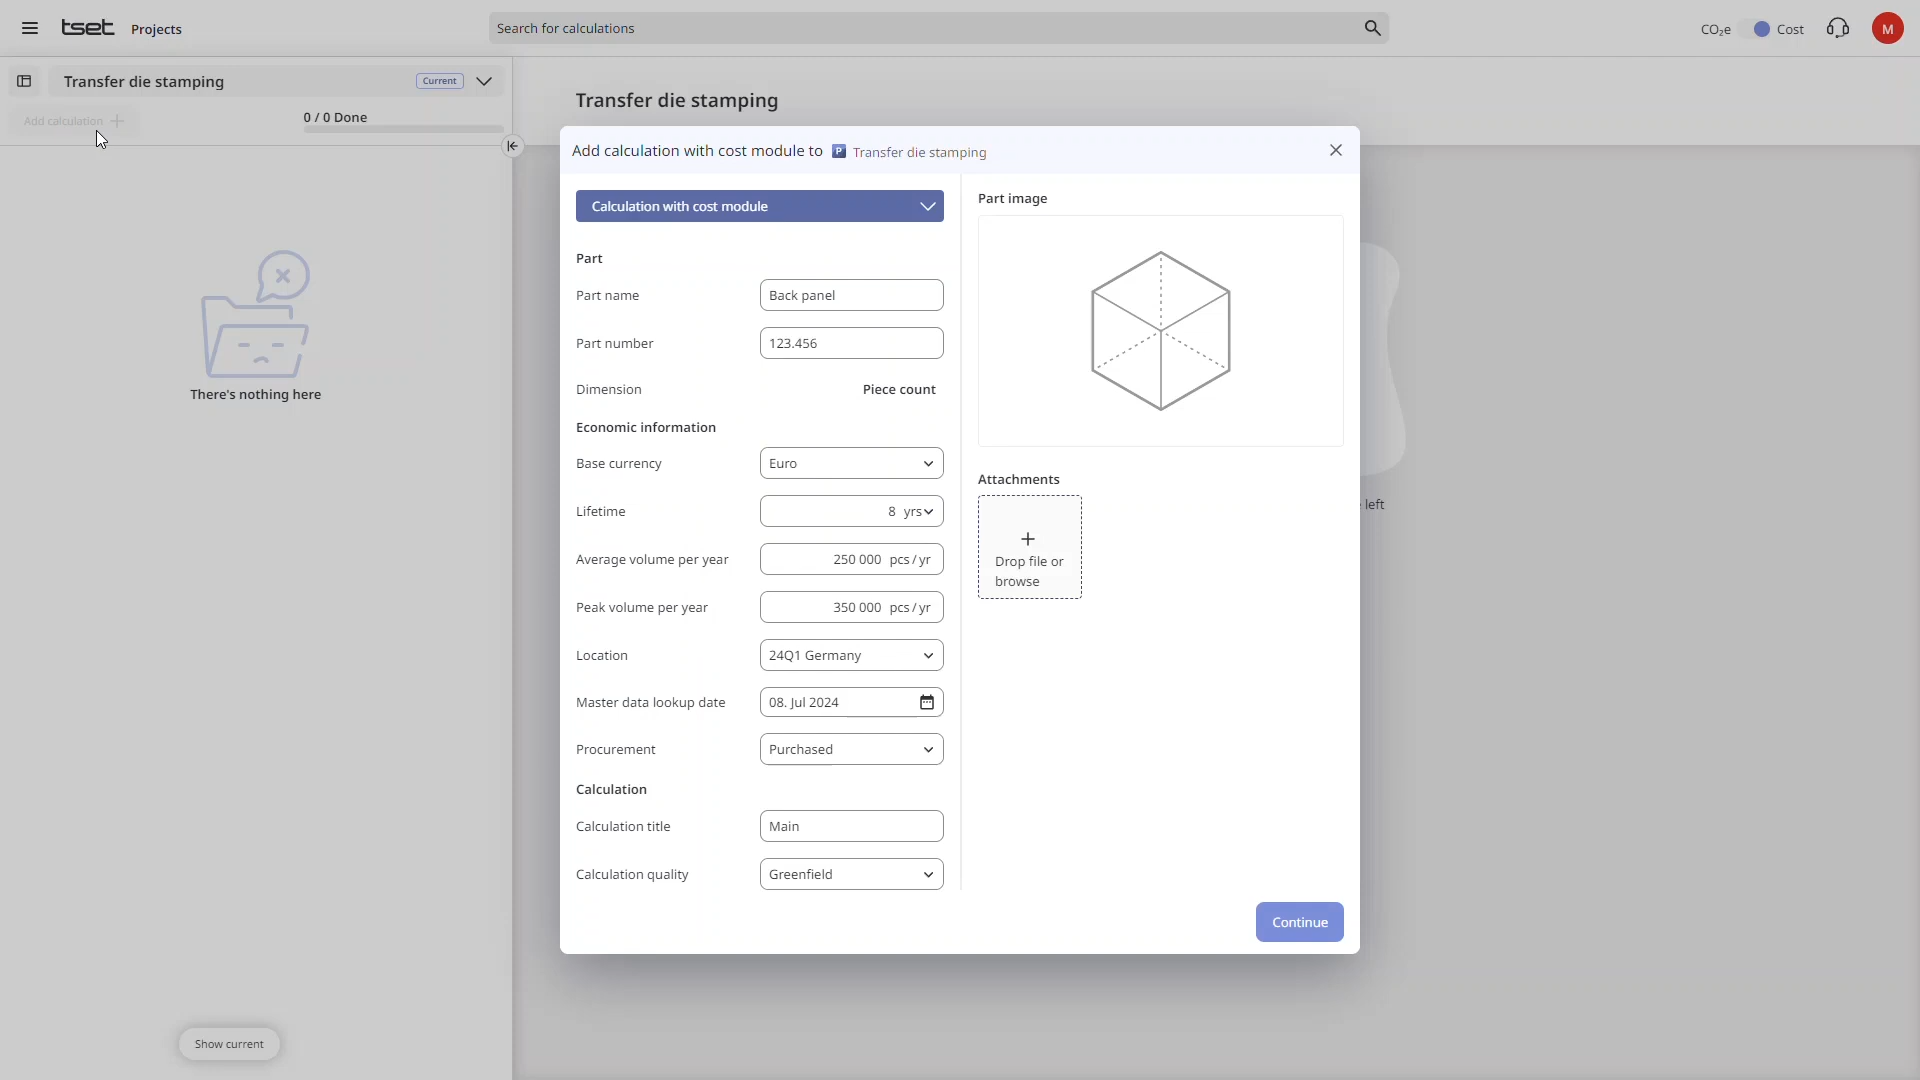 tset
Projects
Search for calculations
CO₂e
Cost
M
Transfer die stamping
Current
Add calculation
0 / 0 Done
There's nothing here
Show current
Transfer die stamping
left
Add calculation with cost module to P Transfer die stamping
Calculation with cost module
Part
Part name
Back panel
Part number
123.456
Dimension
Piece count
Economic information
Base currency
Euro
Lifetime
8 yrs
Average volume per year
250 000 pcs / yr
Peak volume per year
350 000 pcs / yr
Location
24Q1 Germany
Master data lookup date
08. Jul 2024
Procurement
Purchased
Calculation
Calculation title
Main
Calculation quality
Greenfield
Part image
Attachments
Drop file or
browse
Continue